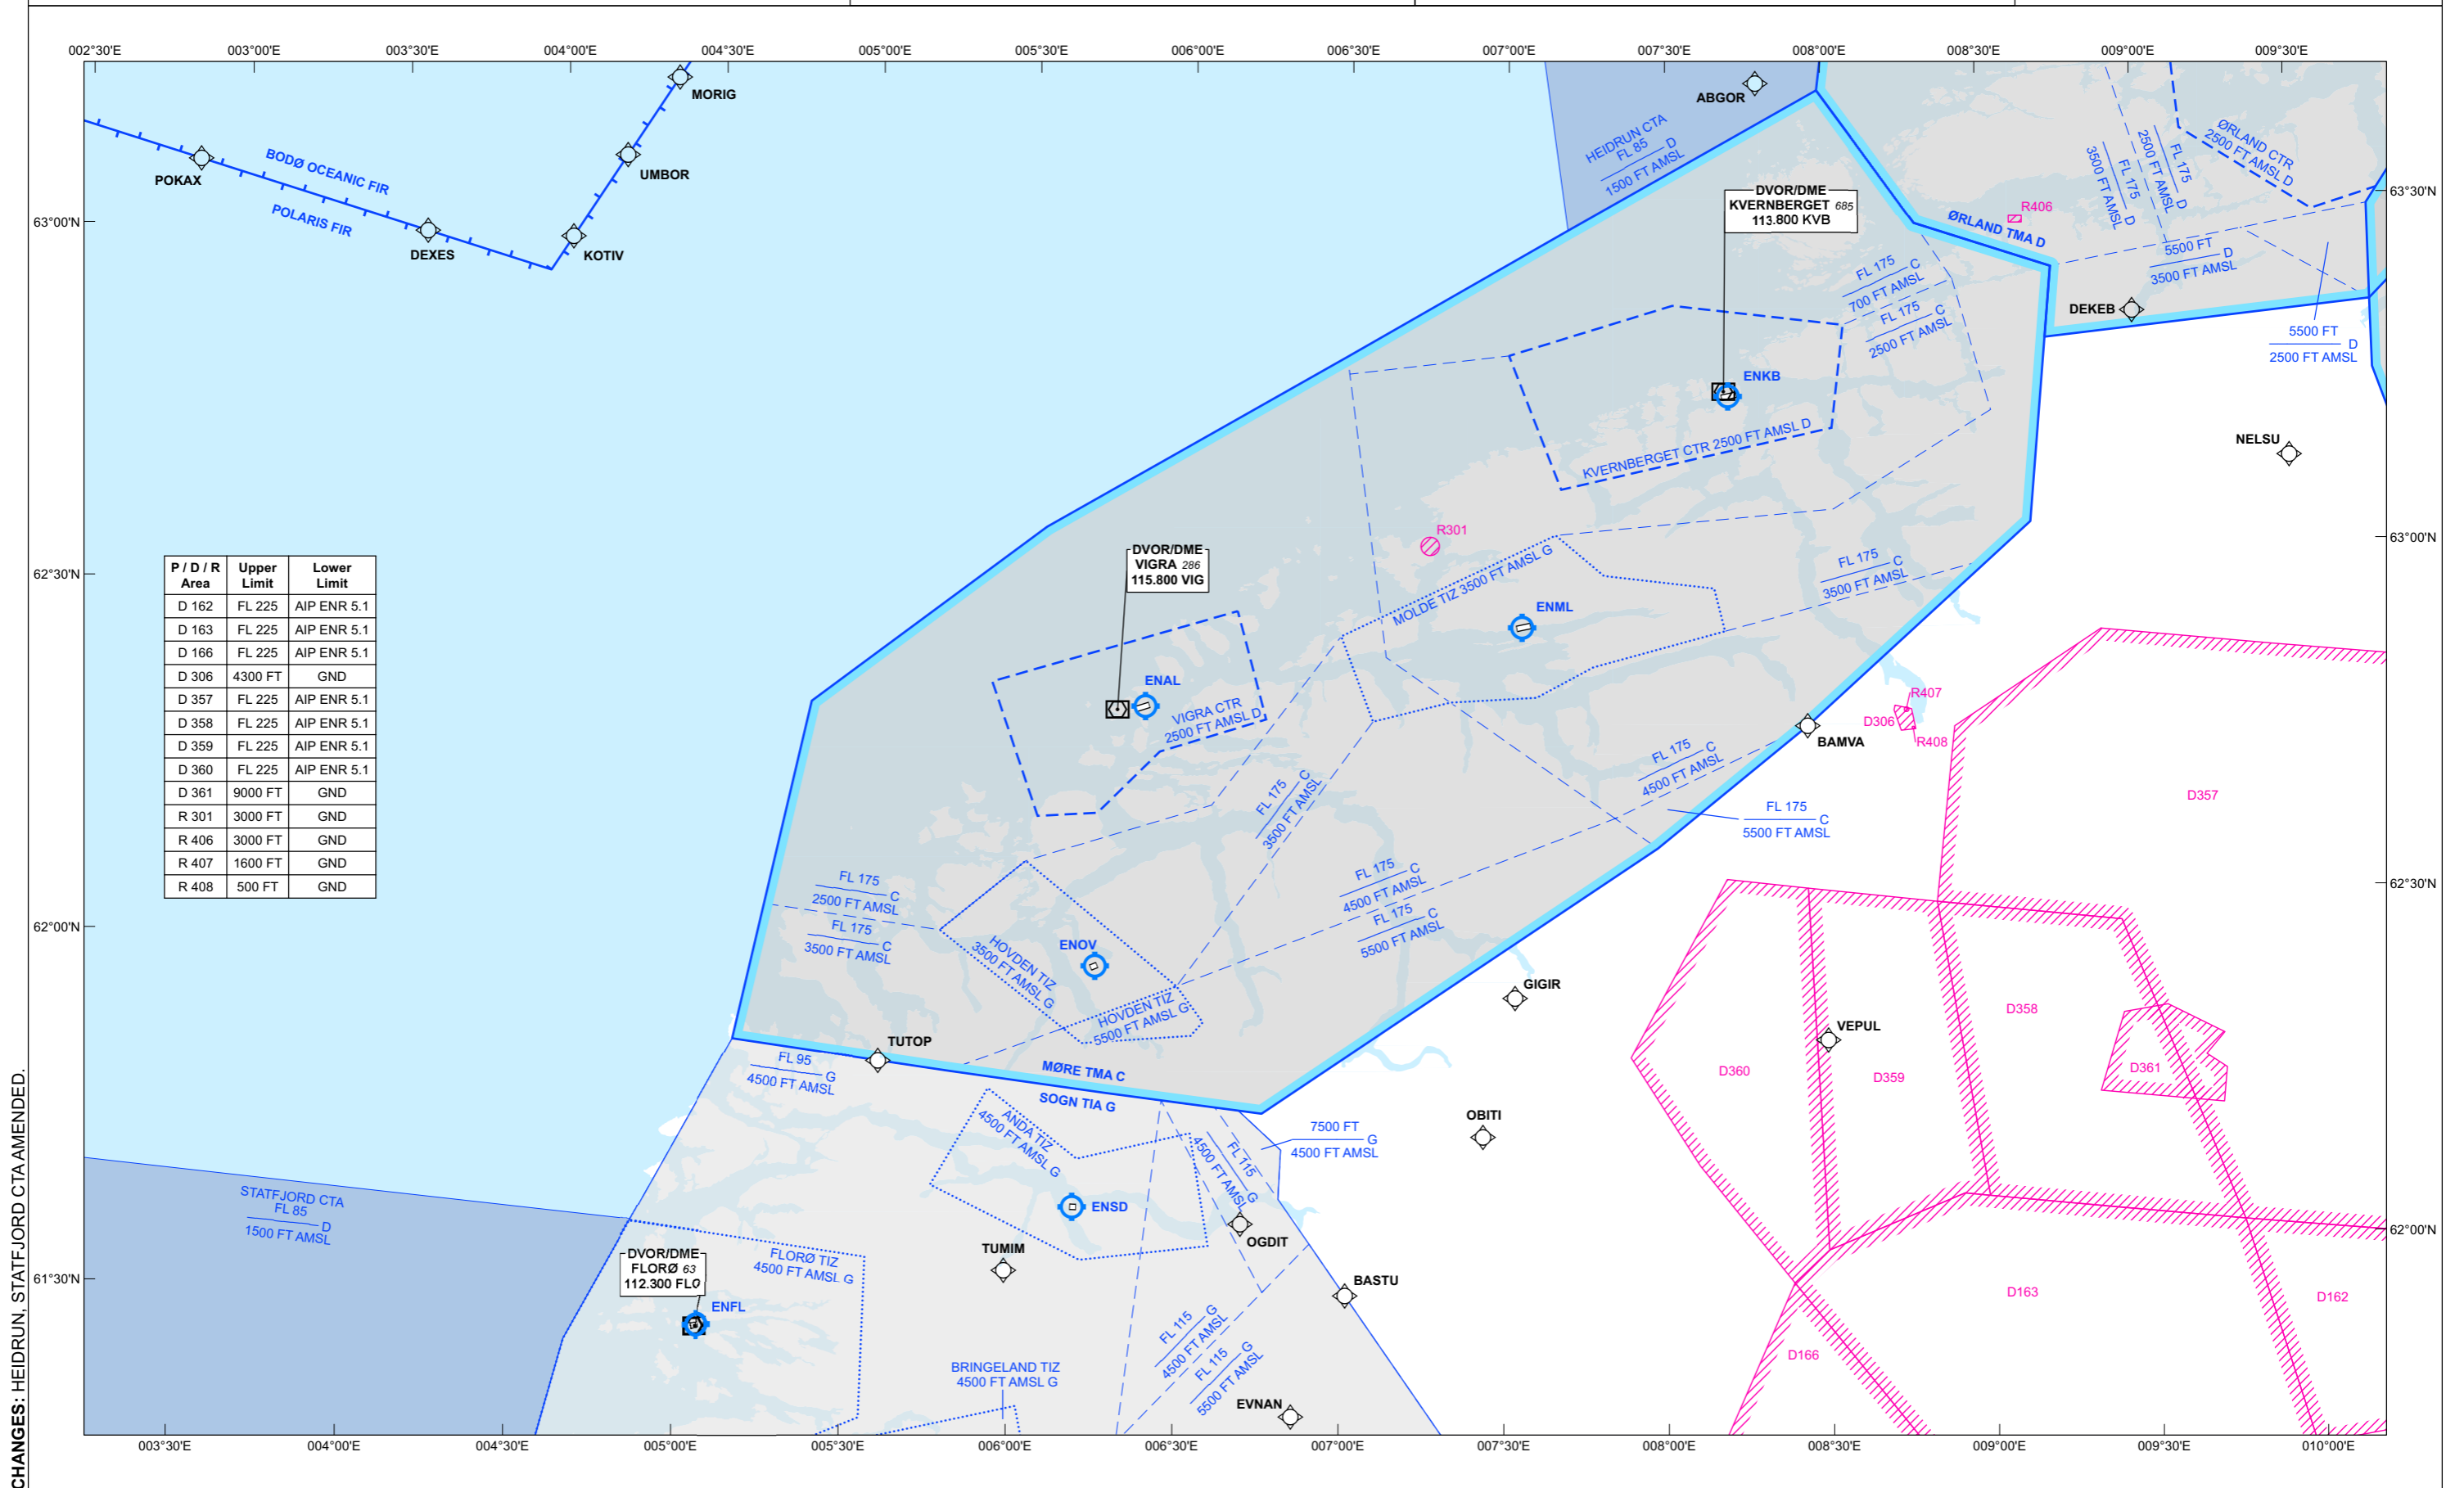 002°30'E 003°00'E 003°30'E 004°00'E 004°30'E 005°00'E 005°30'E 006°00'E 006°30'E 007°00'E 007°30'E 008°00'E 008°30'E 009°00'E 009°30'E
MORIG
POKAX
BODØ OCEANIC FIR
POLARIS FIR
UMBOR
DEXES
KOTIV
63°00'N
62°30'N
62°00'N
61°30'N
ABGOR
HEIDRUN CTA
FL 85
D
1500 FT AMSL
DVOR/DME
KVERNBERGET 685
113.800 KVB
ØRLAND TMA D
R406
3500 FT AMSL
FL 175
D
2500 FT AMSL
FL 175
D
ØRLAND CTR
2500 FT AMSL D
5500 FT
D
3500 FT AMSL
63°30'N
DEKEB
5500 FT
D
2500 FT AMSL
NELSU
FL 175
C
700 FT AMSL
FL 175
C
2500 FT AMSL
ENKB
KVERNBERGET CTR 2500 FT AMSL D
R301
63°00'N
DVOR/DME
VIGRA 286
115.800 VIG
MOLDE TIZ 3500 FT AMSL G
ENML
FL 175
C
3500 FT AMSL
P / D / R Area Upper Limit Lower Limit
D 162 FL 225 AIP ENR 5.1
D 163 FL 225 AIP ENR 5.1
D 166 FL 225 AIP ENR 5.1
D 306 4300 FT GND
D 357 FL 225 AIP ENR 5.1
D 358 FL 225 AIP ENR 5.1
D 359 FL 225 AIP ENR 5.1
D 360 FL 225 AIP ENR 5.1
D 361 9000 FT GND
R 301 3000 FT GND
R 406 3000 FT GND
R 407 1600 FT GND
R 408 500 FT GND
ENAL
VIGRA CTR
2500 FT AMSL D
R407
D306
R408
BAMVA
D357
FL 175
C
3500 FT AMSL
FL 175
C
4500 FT AMSL
FL 175
C
5500 FT AMSL
FL 175
C
2500 FT AMSL
FL 175
C
3500 FT AMSL
FL 175
C
4500 FT AMSL
FL 175
C
5500 FT AMSL
62°30'N
ENOV
HOVDEN TIZ
3500 FT AMSL G
HOVDEN TIZ
5500 FT AMSL G
GIGIR
VEPUL
D358
D360
D359
D361
TUTOP
FL 95
G
4500 FT AMSL
MØRE TMA C
SOGN TIA G
OBITI
7500 FT
G
4500 FT AMSL
ANDA TIZ
4500 FT AMSL G
FL 115
G
4500 FT AMSL
STATFJORD CTA
FL 85
D
1500 FT AMSL
ENSD
OGDIT
62°00'N
DVOR/DME
FLORØ 63
112.300 FLO
FLORØ TIZ
4500 FT AMSL G
TUMIM
BASTU
ENFL
D163
D162
D166
FL 115
G
4500 FT AMSL
FL 115
G
5500 FT AMSL
BRINGELAND TIZ
4500 FT AMSL G
EVNAN
003°30'E 004°00'E 004°30'E 005°00'E 005°30'E 006°00'E 006°30'E 007°00'E 007°30'E 008°00'E 008°30'E 009°00'E 009°30'E 010°00'E
CHANGES: HEIDRUN, STATFJORD CTA AMENDED.